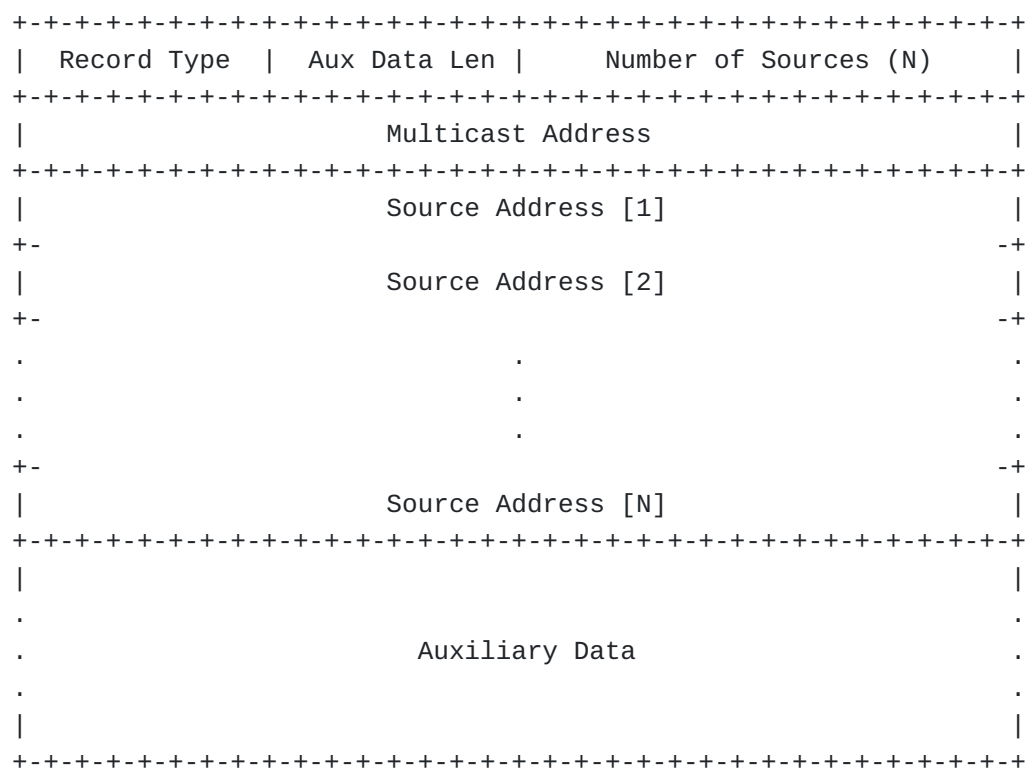 +-+-+-+-+-+-+-+-+-+-+-+-+-+-+-+-+-+-+-+-+-+-+-+-+-+-+-+-+-+-+-+-+
|  Record Type  |  Aux Data Len |     Number of Sources (N)     |
+-+-+-+-+-+-+-+-+-+-+-+-+-+-+-+-+-+-+-+-+-+-+-+-+-+-+-+-+-+-+-+-+
|                       Multicast Address                       |
+-+-+-+-+-+-+-+-+-+-+-+-+-+-+-+-+-+-+-+-+-+-+-+-+-+-+-+-+-+-+-+-+
|                       Source Address [1]                      |
+-                                                             -+
|                       Source Address [2]                      |
+-                                                             -+
.                               .                               .
.                               .                               .
.                               .                               .
+-                                                             -+
|                       Source Address [N]                      |
+-+-+-+-+-+-+-+-+-+-+-+-+-+-+-+-+-+-+-+-+-+-+-+-+-+-+-+-+-+-+-+-+
|                                                               |
.                                                               .
.                         Auxiliary Data                        .
.                                                               .
|                                                               |
+-+-+-+-+-+-+-+-+-+-+-+-+-+-+-+-+-+-+-+-+-+-+-+-+-+-+-+-+-+-+-+-+